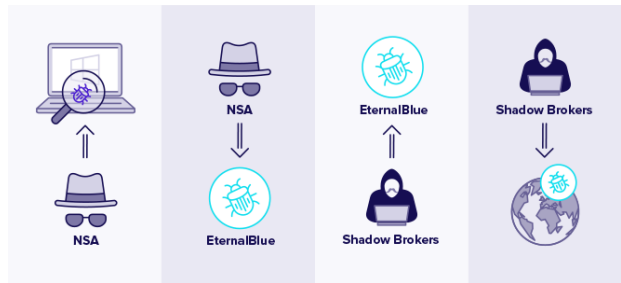 NSA
NSA
EternalBlue
EternalBlue
Shadow Brokers
Shadow Brokers